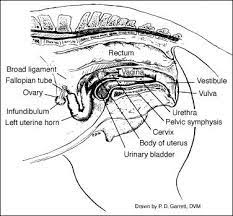 Rectum
Broad ligament
Fallopian tube
Ovary
Vagina
Vestibule
Vulva
Infundibulum
Left uterine horn
Urethra
Pelvic symphysis
Cervix
Body of uterus
Urinary bladder
Drawn by P. D. Garrett, DVM